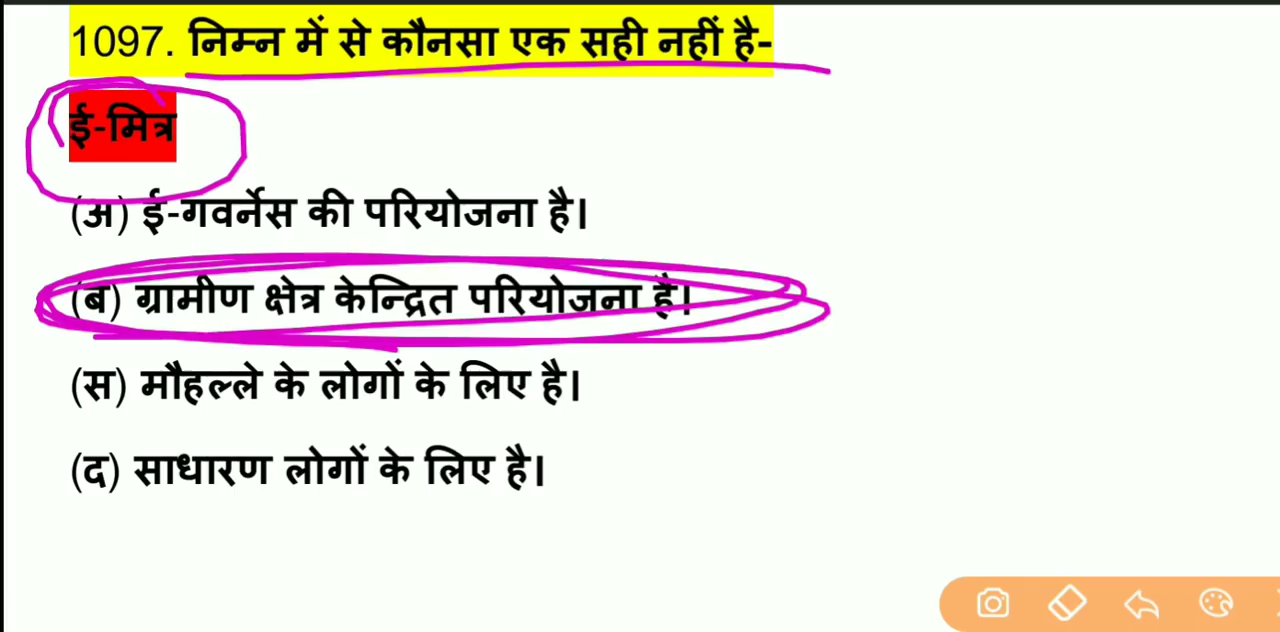 1097. निम्न में से कौनसा एक सही नहीं है-
ई-मित्र
(अ) ई-गवर्नेस की परियोजना है।
(ब) ग्रामीण क्षेत्र केन्द्रित परियोजना है।
(स) मौहल्ले के लोगों के लिए है।
(द) साधारण लोगों के लिए है।